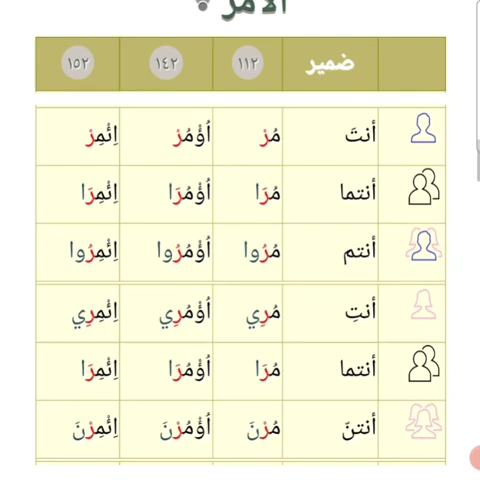 الأمر
ضمير ١١٢ ١٤٢ ١٥٢
أنتَ مُرْ اُؤْمُرْ اِئْمِرْ
أنتما مُرَا اُؤْمُرَا اِئْمِرَا
أنتم مُرُوا اُؤْمُرُوا اِئْمِرُوا
أنتِ مُرِي اُؤْمُرِي اِئْمِرِي
أنتما مُرَا اُؤْمُرَا اِئْمِرَا
أنتنَ مُرْنَ اُؤْمُرْنَ اِئْمِرْنَ